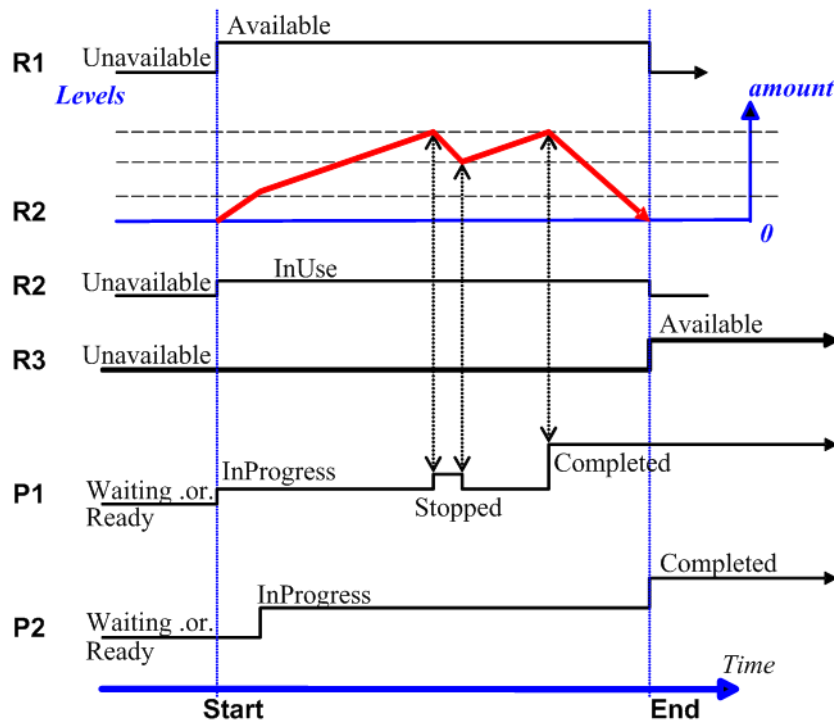 Available
R1 Unavailable
Levels amount
R2 0
InUse
R2 Unavailable
Available
R3 Unavailable
InProgress Completed
P1 Waiting .or.
Ready Stopped
Completed
InProgress
P2 Waiting .or.
Ready
Time
Start End